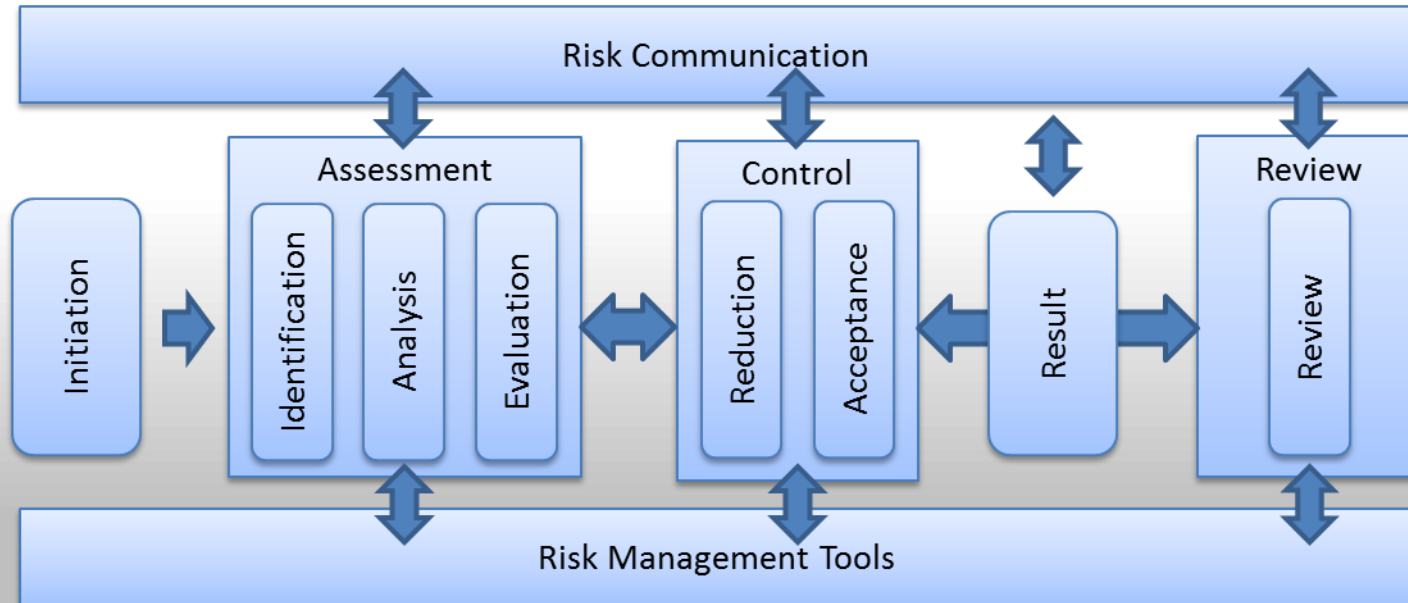 Risk Communication
Initiation
Assessment
Identification
Analysis
Evaluation
Control
Reduction
Acceptance
Result
Review
Review
Risk Management Tools